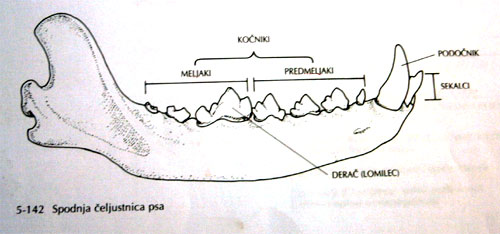 KOČNIKI
PODOČNIK
MELJAKI
PREDMELJAKI
SEKALCI
DERAČ (LOMILEC)
5-142 Spodnja čeljustnica psa